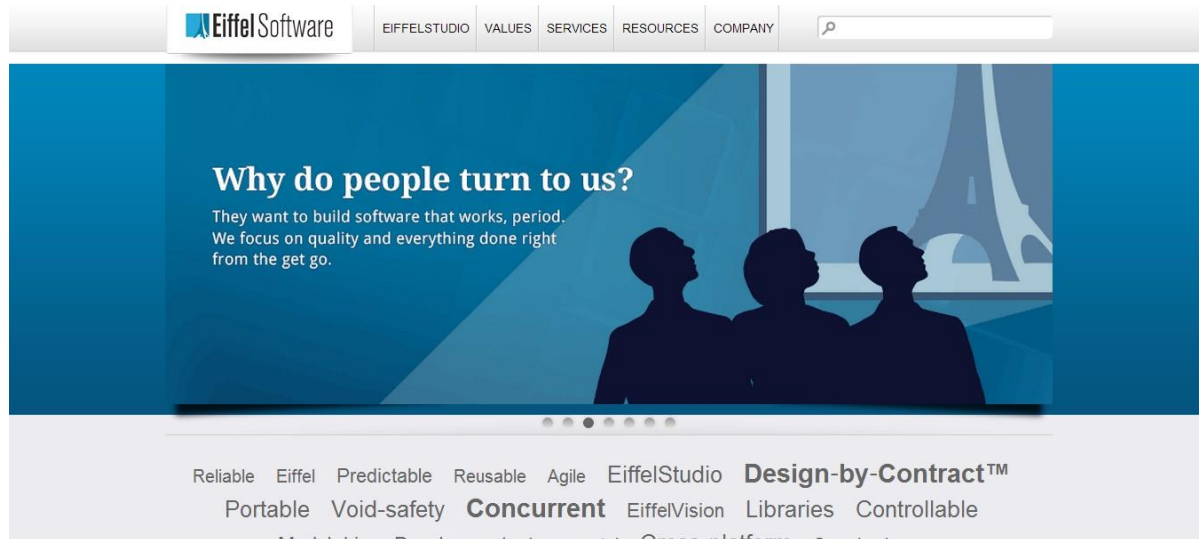 Eiffel Software
EIFFELSTUDIO VALUES SERVICES RESOURCES COMPANY
Why do people turn to us?
They want to build software that works, period.
We focus on quality and everything done right
from the get go.
Reliable Eiffel Predictable Reusable Agile EiffelStudio Design-by-Contract™
Portable Void-safety Concurrent EiffelVision Libraries Controllable